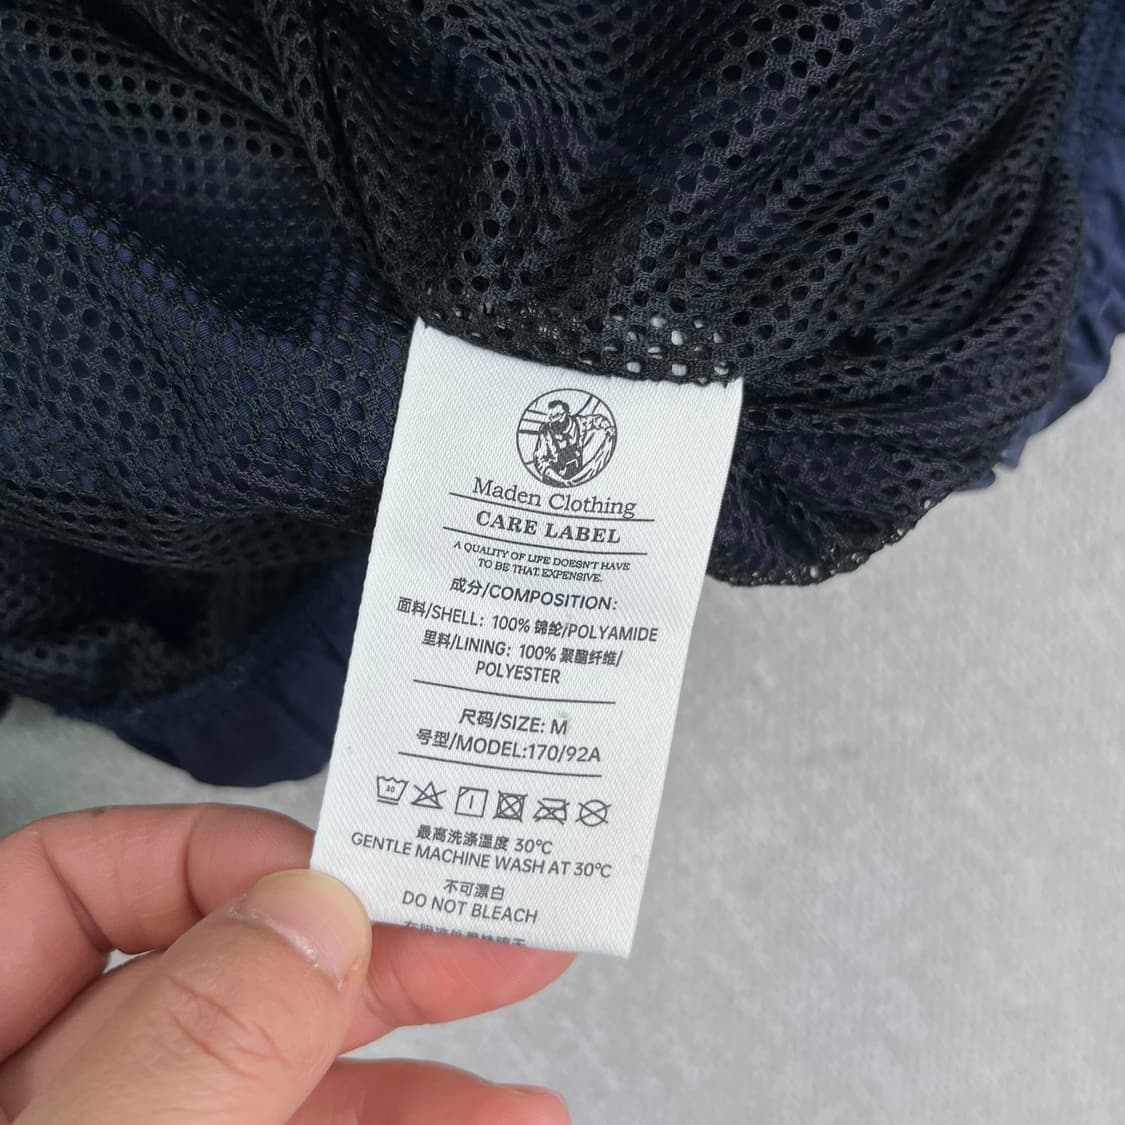 Maden Clothing
CARE LABEL
A QUALITY OF LIFE DOESN'T HAVE
TO BE THAT EXPENSIVE.
成分/COMPOSITION:
面料/SHELL: 100% 锦纶/POLYAMIDE
里料/LINING: 100% 聚酯纤维/
POLYESTER
尺码/SIZE: M
号型/MODEL:170/92A
30
最高洗涤温度 30℃
GENTLE MACHINE WASH AT 30℃
不可漂白
DO NOT BLEACH